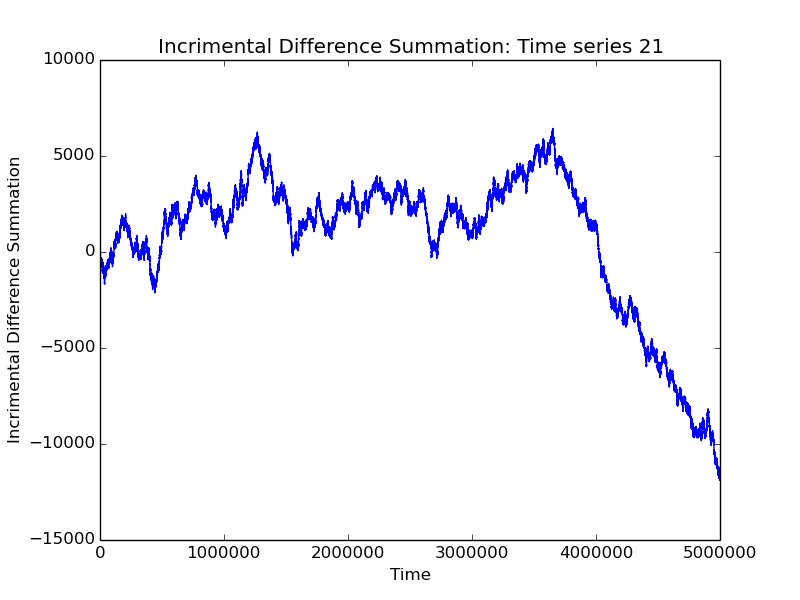 Incrimental Difference Summation: Time series 21
10000
5000
0
−5000
−10000
−15000
Incrimental Difference Summation
0 1000000 2000000 3000000 4000000 5000000
Time